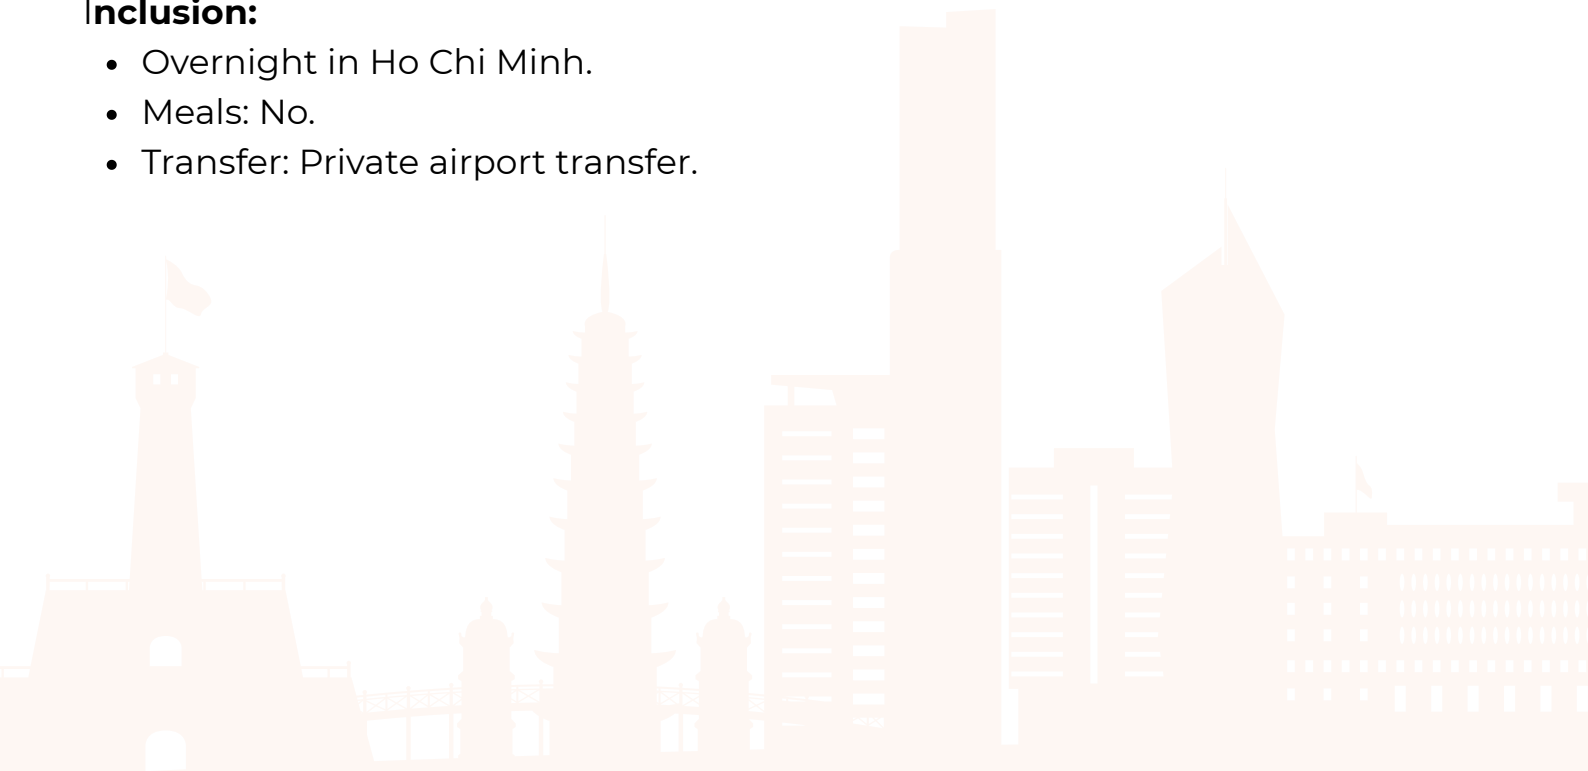 Inclusion:
• Overnight in Ho Chi Minh.
• Meals: No.
• Transfer: Private airport transfer.